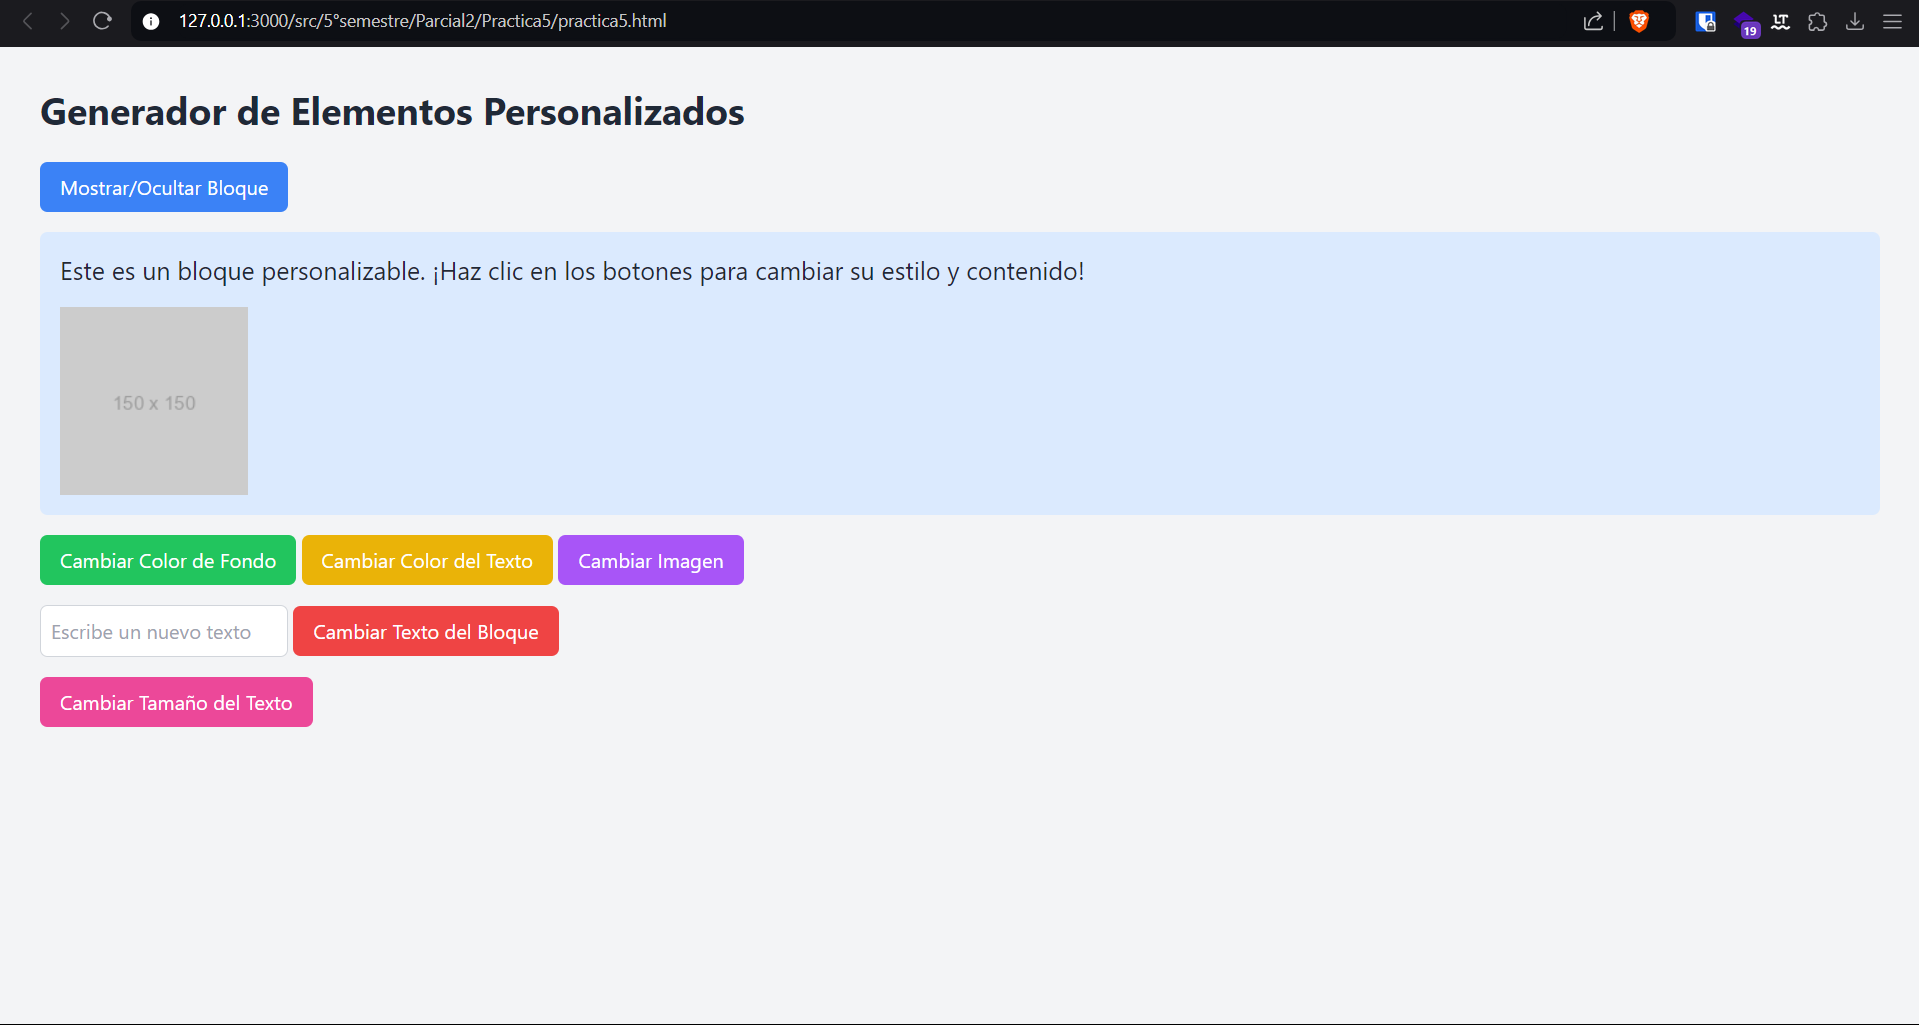 127.0.0.1:3000/src/5°semestre/Parcial2/Practica5/practica5.html
19
Generador de Elementos Personalizados
Mostrar/Ocultar Bloque
Este es un bloque personalizable. ¡Haz clic en los botones para cambiar su estilo y contenido!
150 x 150
Cambiar Color de Fondo Cambiar Color del Texto Cambiar Imagen
Escribe un nuevo texto Cambiar Texto del Bloque
Cambiar Tamaño del Texto